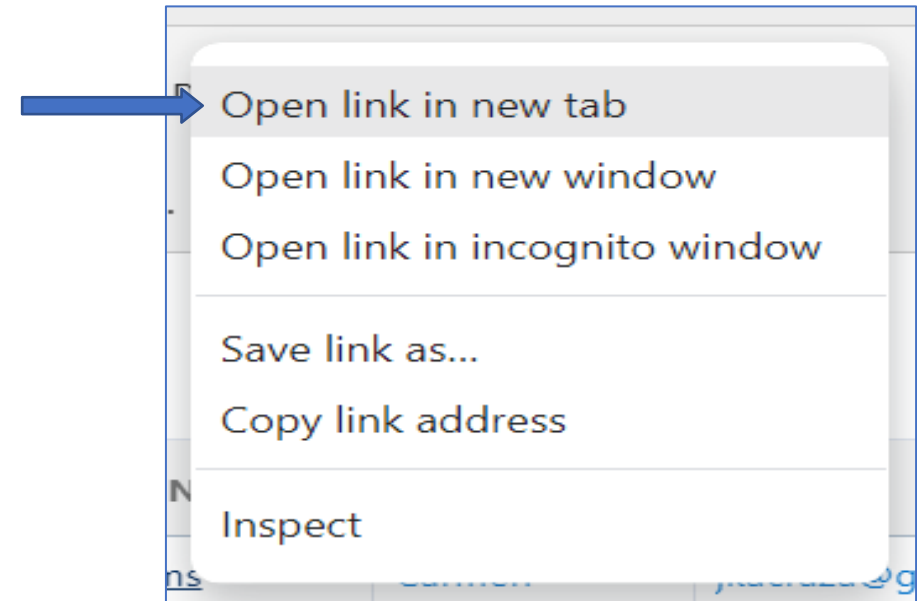 Open link in new tab
Open link in new window
Open link in incognito window
Save link as...
Copy link address
Inspect